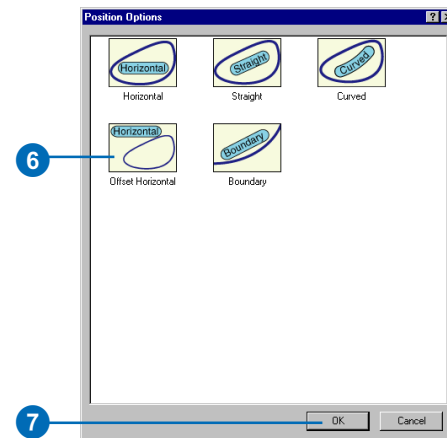 Position Options
Horizontal
Straight
Curved
Horizontal
Straight
Curved
Horizontal
Boundary
6
Offset Horizontal
Boundary
7
OK
Cancel